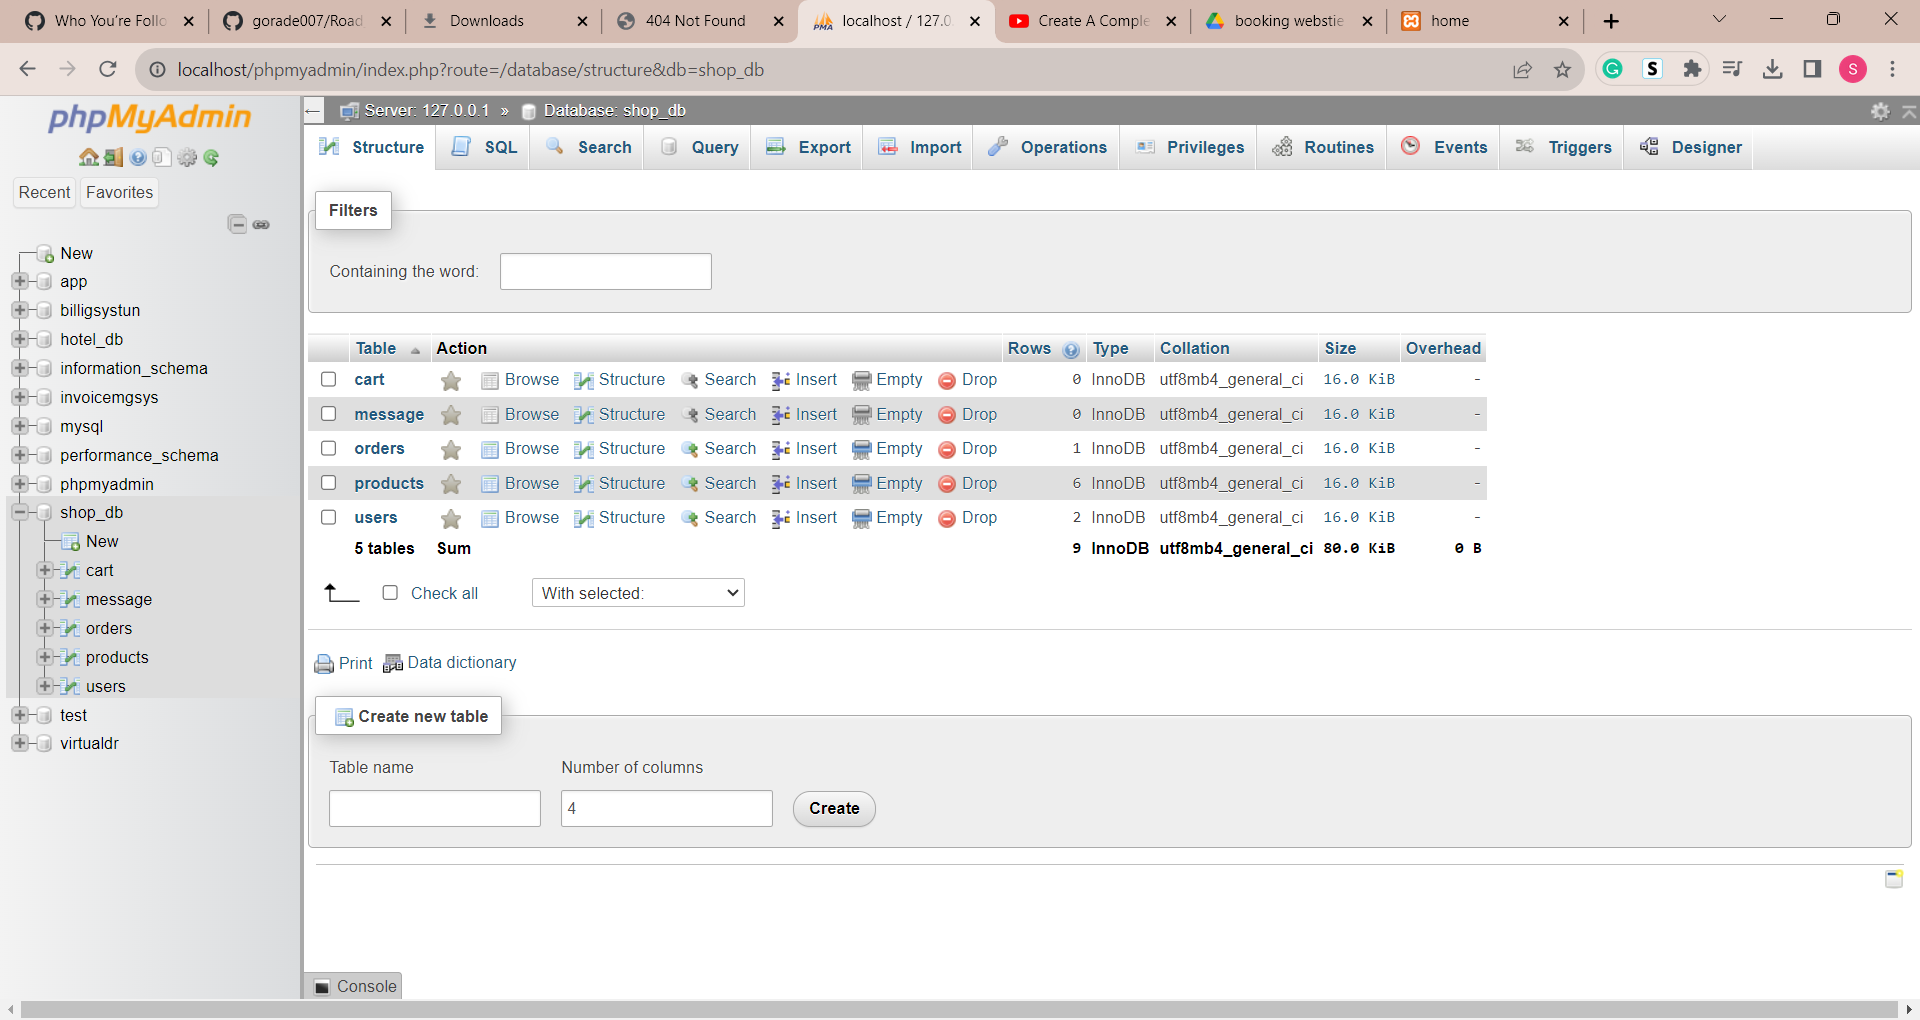 Who You're Follo
gorade007/Road
Downloads
404 Not Found
localhost / 127.0.
Create A Comple
booking webstie
home
localhost/phpmyadmin/index.php?route=/database/structure&db=shop_db
G
S
S
phpMyAdmin
Recent Favorites
New
app
billigsystun
hotel_db
information_schema
invoicemgsys
mysql
performance_schema
phpmyadmin
shop_db
New
cart
message
orders
products
users
test
virtualdr
Server: 127.0.0.1 » Database: shop_db
Structure SQL Search Query Export Import Operations Privileges Routines Events Triggers Designer
Filters
Containing the word:
Table Action Rows Type Collation Size Overhead
cart Browse Structure Search Insert Empty Drop 0 InnoDB utf8mb4_general_ci 16.0 KiB -
message Browse Structure Search Insert Empty Drop 0 InnoDB utf8mb4_general_ci 16.0 KiB -
orders Browse Structure Search Insert Empty Drop 1 InnoDB utf8mb4_general_ci 16.0 KiB -
products Browse Structure Search Insert Empty Drop 6 InnoDB utf8mb4_general_ci 16.0 KiB -
users Browse Structure Search Insert Empty Drop 2 InnoDB utf8mb4_general_ci 16.0 KiB -
5 tables Sum 9 InnoDB utf8mb4_general_ci 80.0 KiB 0 B
Check all With selected:
Print Data dictionary
Create new table
Table name Number of columns
4 Create
Console